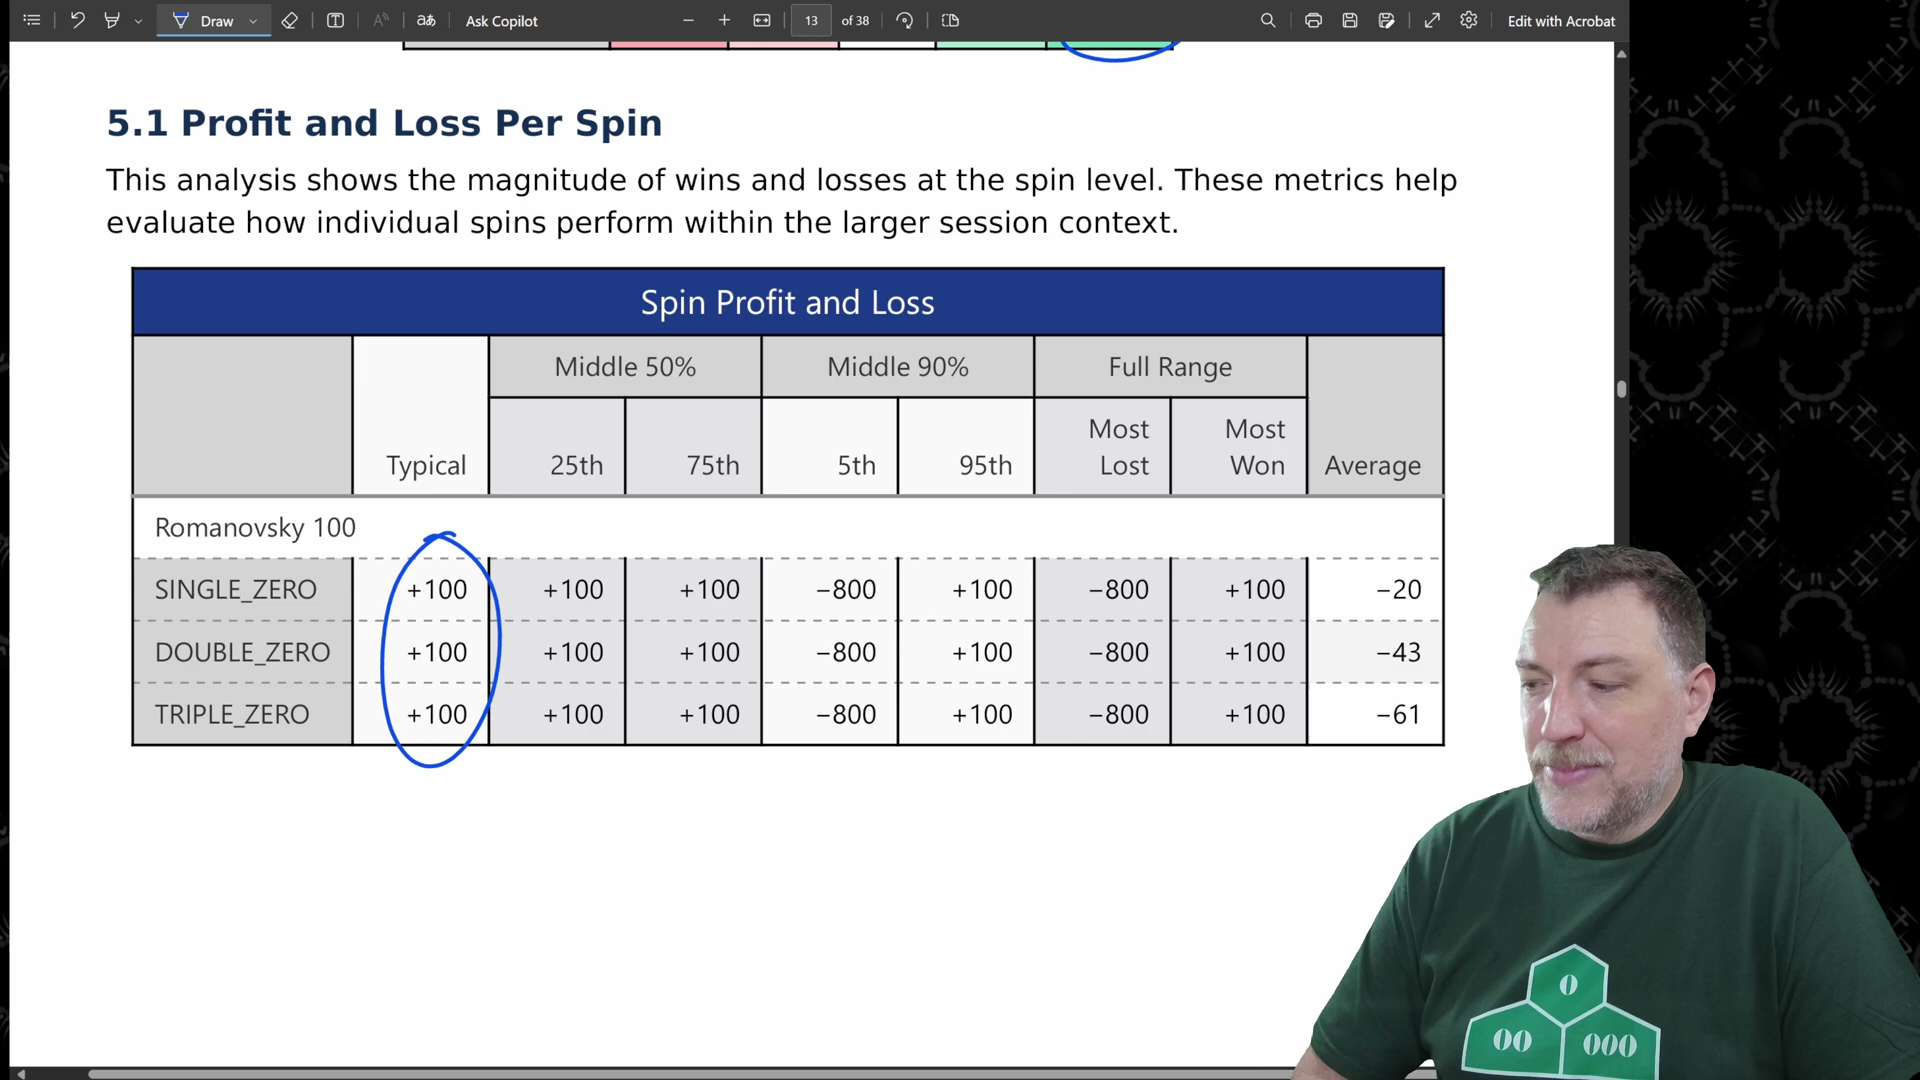 Draw
Ask Copilot
13 of 38
Edit with Acrobat
5.1 Profit and Loss Per Spin
This analysis shows the magnitude of wins and losses at the spin level. These metrics help
evaluate how individual spins perform within the larger session context.
Spin Profit and Loss
Middle 50% Middle 90% Full Range
Typical 25th 75th 5th 95th Most Lost Most Won Average
Romanovsky 100
SINGLE_ZERO +100 +100 +100 −800 +100 −800 +100 −20
DOUBLE_ZERO +100 +100 +100 −800 +100 −800 +100 −43
TRIPLE_ZERO +100 +100 +100 −800 +100 −800 +100 −61
0
00 000